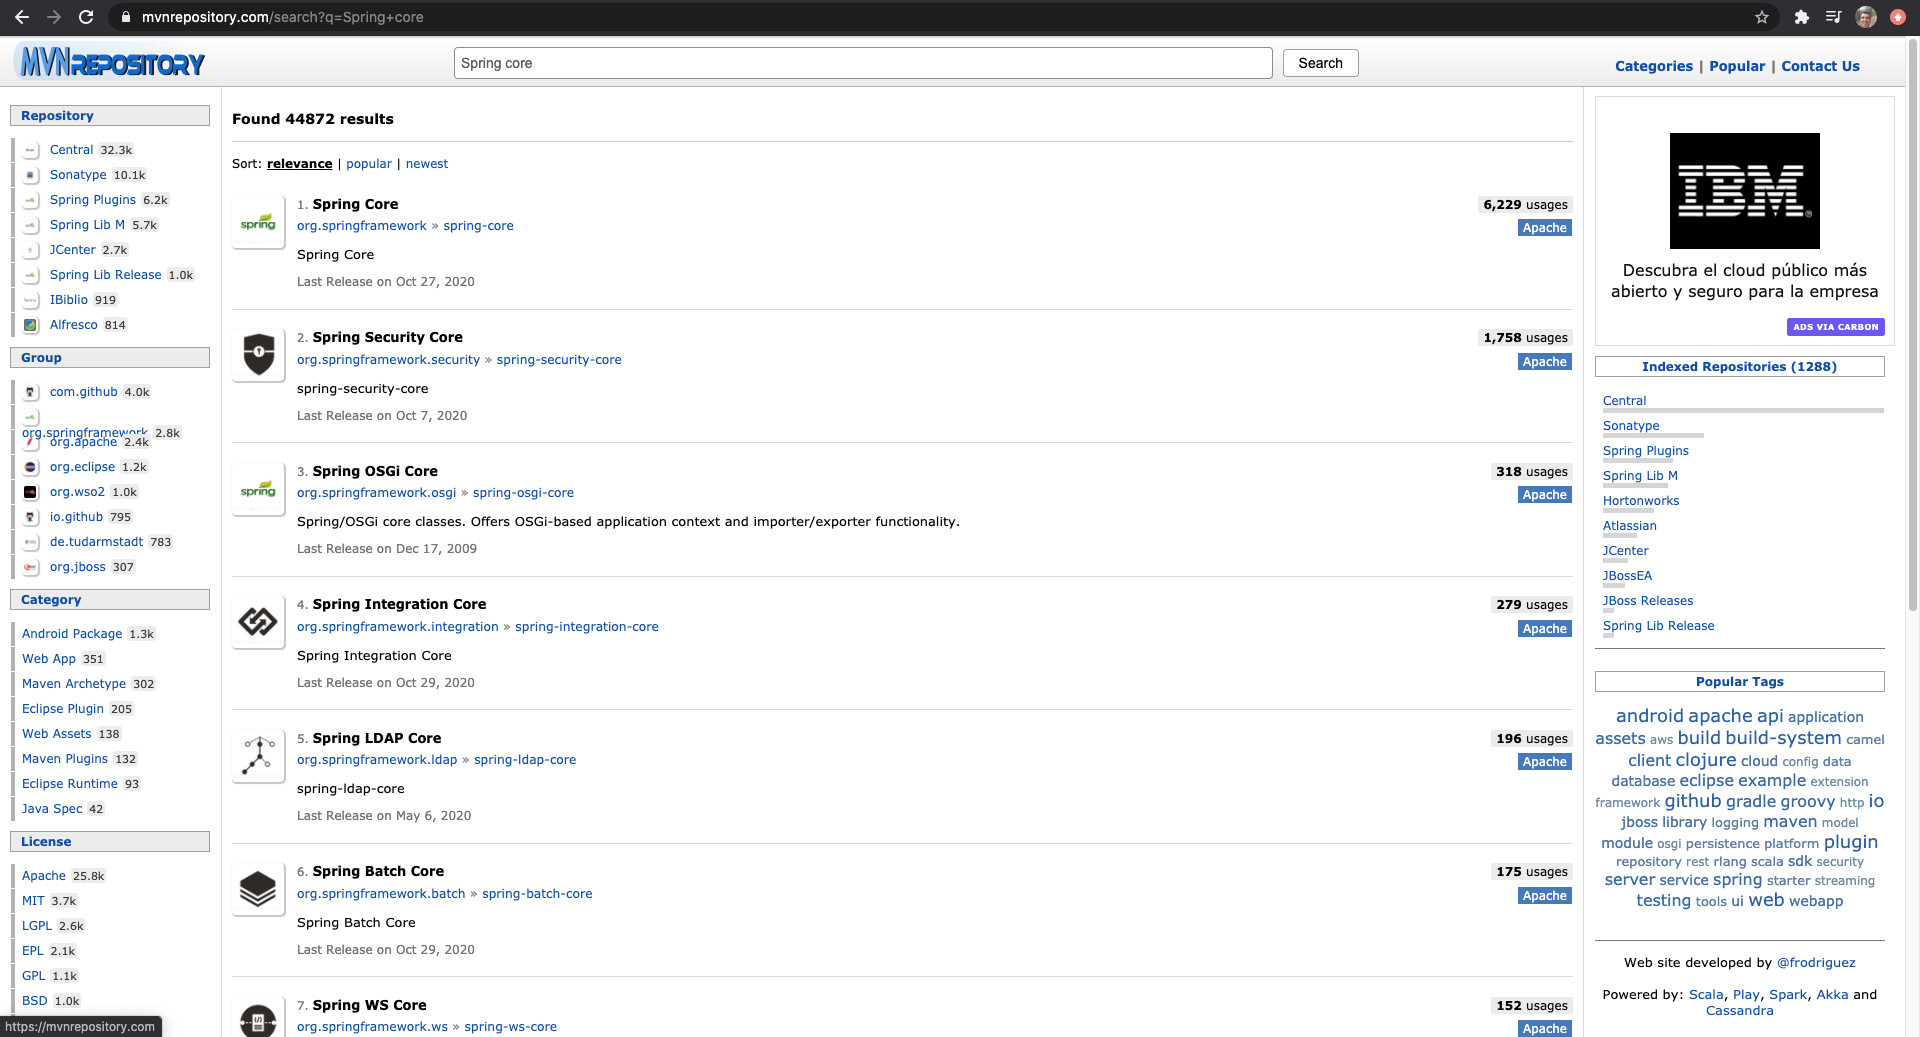 mvnrepository.com/search?q=Spring+core
MVNREPOSITORY
Spring core
Search
Categories | Popular | Contact Us
Repository
Central 32.3k
Sonatype 10.1k
Spring Plugins 6.2k
Spring Lib M 5.7k
JCenter 2.7k
Spring Lib Release 1.0k
IBiblio 919
Alfresco 814
Group
com.github 4.0k
org.springframework 2.8k
org.apache 2.4k
org.eclipse 1.2k
org.wso2 1.0k
io.github 795
de.tudarmstadt 783
org.jboss 307
Category
Android Package 1.3k
Web App 351
Maven Archetype 302
Eclipse Plugin 205
Web Assets 138
Maven Plugins 132
Eclipse Runtime 93
Java Spec 42
License
Apache 25.8k
MIT 3.7k
LGPL 2.6k
EPL 2.1k
GPL 1.1k
BSD 1.0k
https://mvnrepository.com
Found 44872 results
Sort: relevance | popular | newest
spring
1. Spring Core
6,229 usages
org.springframework » spring-core
Apache
Spring Core
Last Release on Oct 27, 2020
2. Spring Security Core
1,758 usages
org.springframework.security » spring-security-core
Apache
spring-security-core
Last Release on Oct 7, 2020
spring
3. Spring OSGi Core
318 usages
org.springframework.osgi » spring-osgi-core
Apache
Spring/OSGi core classes. Offers OSGi-based application context and importer/exporter functionality.
Last Release on Dec 17, 2009
4. Spring Integration Core
279 usages
org.springframework.integration » spring-integration-core
Apache
Spring Integration Core
Last Release on Oct 29, 2020
5. Spring LDAP Core
196 usages
org.springframework.ldap » spring-ldap-core
Apache
spring-ldap-core
Last Release on May 6, 2020
6. Spring Batch Core
175 usages
org.springframework.batch » spring-batch-core
Apache
Spring Batch Core
Last Release on Oct 29, 2020
7. Spring WS Core
152 usages
org.springframework.ws » spring-ws-core
Apache
IBM
Descubra el cloud público más
abierto y seguro para la empresa
ADS VIA CARBON
Indexed Repositories (1288)
Central
Sonatype
Spring Plugins
Spring Lib M
Hortonworks
Atlassian
JCenter
JBossEA
JBoss Releases
Spring Lib Release
Popular Tags
android apache api application
assets aws build build-system camel
client clojure cloud config data
database eclipse example extension
framework github gradle groovy http io
jboss library logging maven model
module osgi persistence platform plugin
repository rest rlang scala sdk security
server service spring starter streaming
testing tools ui web webapp
Web site developed by @frodriguez
Powered by: Scala, Play, Spark, Akka and
Cassandra